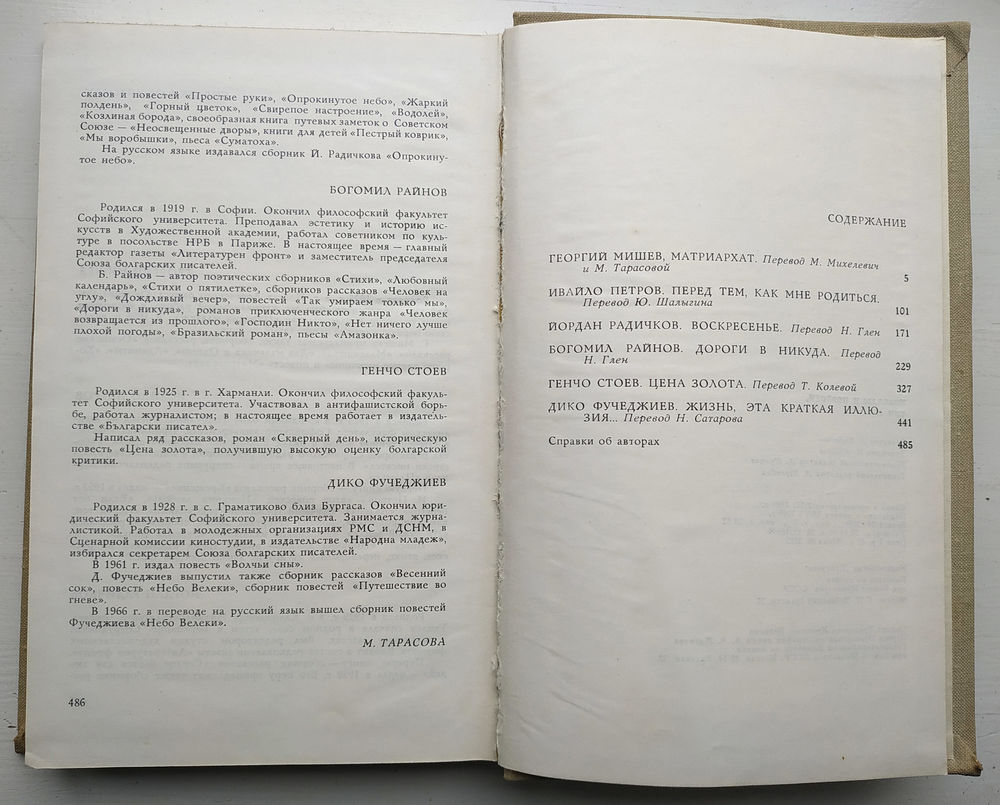 сказов и повестей «Простые руки», «Опрокинутое небо», «Жаркий
полдень», «Горный цветок», «Свирепое настроение», «Водолей»,
«Козлиная борода», своеобразная книга путевых заметок о Советском
Союзе — «Неосвещенные дворы», книги для детей «Пестрый коврик»,
«Мы воробышки», пьеса «Суматоха».
На русском языке издавался сборник Й. Радичкова «Опрокину-
тое небо».
БОГОМИЛ РАЙНОВ
Родился в 1919 г. в Софии. Окончил философский факультет
Софийского университета. Преподавал эстетику и историю ис-
кусств в Художественной академии, работал советником по куль-
туре в посольстве НРБ в Париже. В настоящее время — главный
редактор газеты «Литературен фронт» и заместитель председателя
Союза болгарских писателей.
Б. Райнов — автор поэтических сборников «Стихи», «Любовный
календарь», «Стихи о пятилетке», сборников рассказов «Человек на
углу», «Дождливый вечер», повестей «Так умираем только мы»,
«Дороги в никуда», романов приключенческого жанра «Человек
возвращается из прошлого», «Господин Никто», «Нет ничего лучше
плохой погоды», «Бразильский роман», пьесы «Амазонка».
ГЕНЧО СТОЕВ
Родился в 1925 г. в г. Харманли. Окончил философский факуль-
тет Софийского университета. Участвовал в антифашистской борь-
бе, работал журналистом; в настоящее время работает в издатель-
стве «Български писател».
Написал ряд рассказов, роман «Скверный день», историческую
повесть «Цена золота», получившую высокую оценку болгарской
критики.
ДИКО ФУЧЕДЖИЕВ
Родился в 1928 г. в с. Граматиково близ Бургаса. Окончил юри-
дический факультет Софийского университета. Занимается журна-
листикой. Работал в молодежных организациях РМС и ДСНМ, в
Сценарной комиссии киностудии, в издательстве «Народна младеж»,
избирался секретарем Союза болгарских писателей.
В 1961 г. издал повесть «Волчьи сны».
Д. Фучеджиев выпустил также сборник рассказов «Весенний
сок», повесть «Небо Велеки», сборник повестей «Путешествие во
гневе».
В 1966 г. в переводе на русский язык вышел сборник повестей
Фучеджиева «Небо Велеки».
М. ТАРАСОВА
486
СОДЕРЖАНИЕ
ГЕОРГИЙ МИШЕВ, МАТРИАРХАТ. Перевод М. Михелевич
и М. Тарасовой 5
ИВАЙЛО ПЕТРОВ. ПЕРЕД ТЕМ, КАК МНЕ РОДИТЬСЯ.
Перевод Ю. Шалыгина 101
ЙОРДАН РАДИЧКОВ. ВОСКРЕСЕНЬЕ. Перевод Н. Глен 171
БОГОМИЛ РАЙНОВ. ДОРОГИ В НИКУДА. Перевод
Н. Глен 229
ГЕНЧО СТОЕВ. ЦЕНА ЗОЛОТА. Перевод Т. Колевой 327
ДИКО ФУЧЕДЖИЕВ. ЖИЗНЬ, ЭТА КРАТКАЯ ИЛЛЮ-
ЗИЯ... Перевод Н. Сатарова 441
Справки об авторах 485